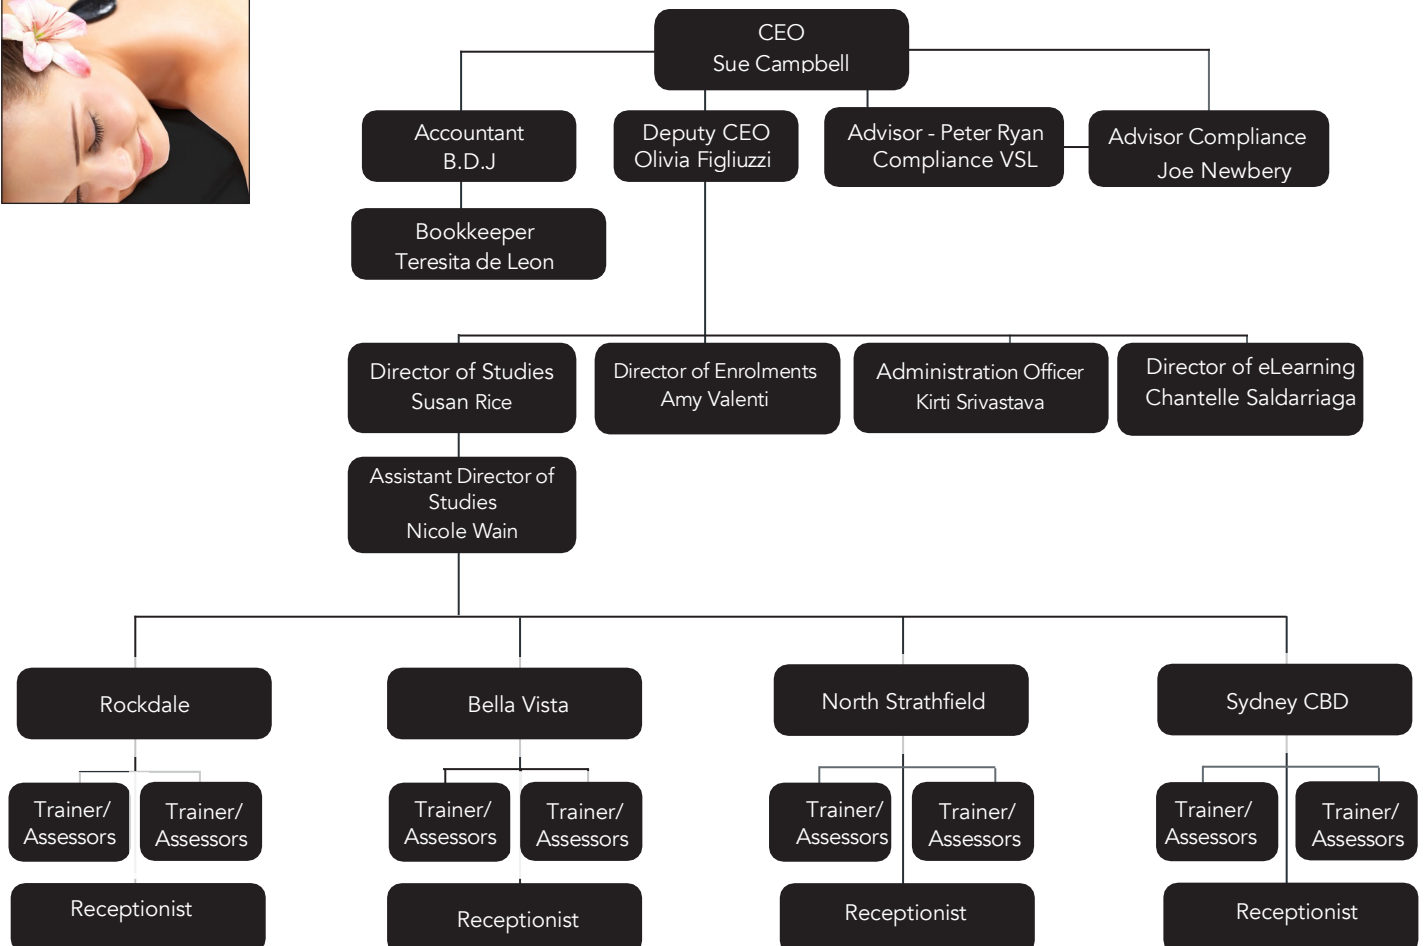 CEO
Sue Campbell
Accountant
B.D.J
Deputy CEO
Olivia Figliuzzi
Advisor - Peter Ryan
Compliance VSL
Advisor Compliance
Joe Newbery
Bookkeeper
Teresita de Leon
Director of Studies
Susan Rice
Director of Enrolments
Amy Valenti
Administration Officer
Kirti Srivastava
Director of eLearning
Chantelle Saldarriaga
Assistant Director of
Studies
Nicole Wain
Rockdale
Bella Vista
North Strathfield
Sydney CBD
Trainer/
Assessors
Trainer/
Assessors
Trainer/
Assessors
Trainer/
Assessors
Trainer/
Assessors
Trainer/
Assessors
Trainer/
Assessors
Trainer/
Assessors
Receptionist
Receptionist
Receptionist
Receptionist